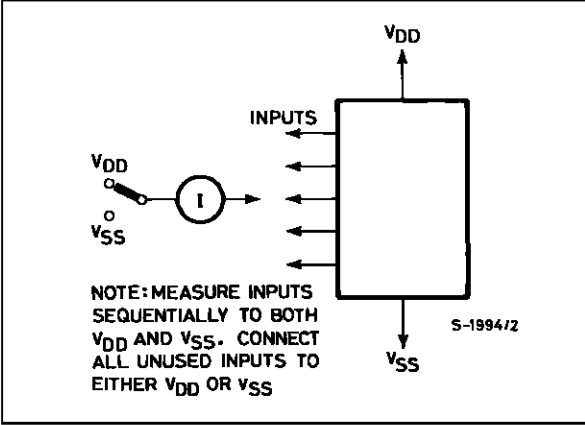 VDD
INPUTS
VDD
I
VSS
NOTE: MEASURE INPUTS
SEQUENTIALLY TO BOTH
VDD AND VSS. CONNECT
ALL UNUSED INPUTS TO
EITHER VDD OR VSS
S-1994/2
VSS